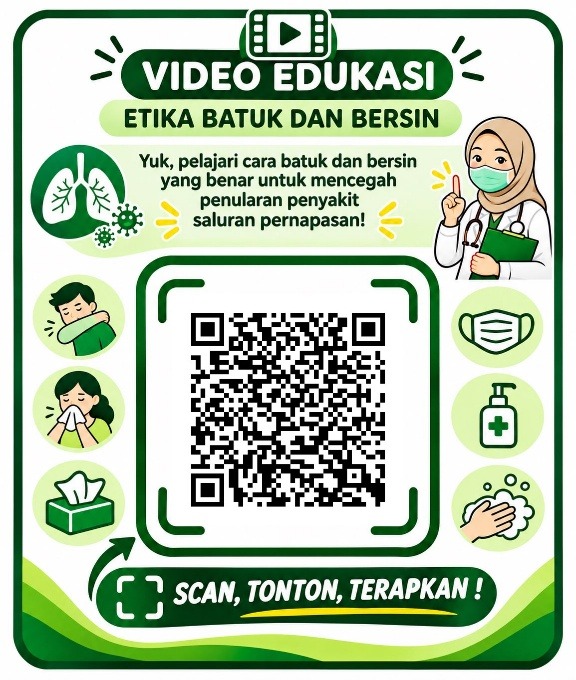 VIDEO EDUKASI
ETIKA BATUK DAN BERSIN
Yuk, pelajari cara batuk dan bersin
yang benar untuk mencegah
penularan penyakit
saluran pernapasan!
SCAN, TONTON, TERAPKAN !